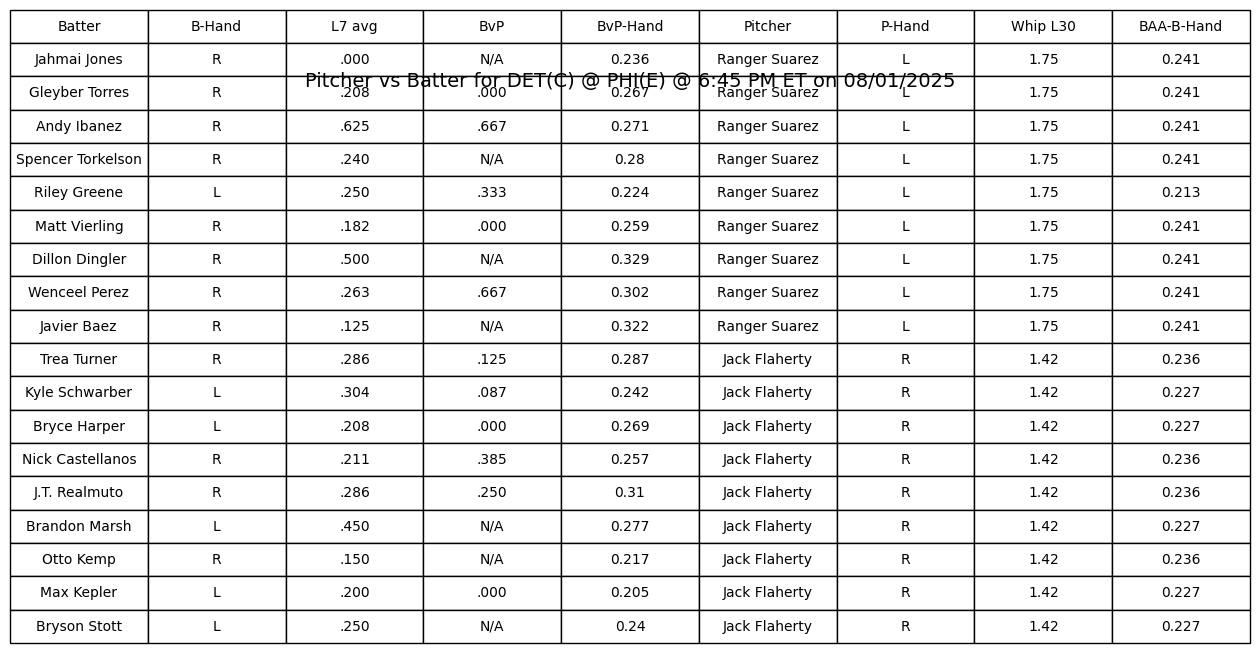 Batter B-Hand L7 avg BvP BvP-Hand Pitcher P-Hand Whip L30 BAA-B-Hand
Jahmai Jones R .000 N/A 0.236 Ranger Suarez L 1.75 0.241
Pitcher vs Batter for DET(C) @ PHI(E) @ 6:45 PM ET on 08/01/2025
Gleyber Torres R .208 .000 0.267 Ranger Suarez L 1.75 0.241
Andy Ibanez R .625 .667 0.271 Ranger Suarez L 1.75 0.241
Spencer Torkelson R .240 N/A 0.28 Ranger Suarez L 1.75 0.241
Riley Greene L .250 .333 0.224 Ranger Suarez L 1.75 0.213
Matt Vierling R .182 .000 0.259 Ranger Suarez L 1.75 0.241
Dillon Dingler R .500 N/A 0.329 Ranger Suarez L 1.75 0.241
Wenceel Perez R .263 .667 0.302 Ranger Suarez L 1.75 0.241
Javier Baez R .125 N/A 0.322 Ranger Suarez L 1.75 0.241
Trea Turner R .286 .125 0.287 Jack Flaherty R 1.42 0.236
Kyle Schwarber L .304 .087 0.242 Jack Flaherty R 1.42 0.227
Bryce Harper L .208 .000 0.269 Jack Flaherty R 1.42 0.227
Nick Castellanos R .211 .385 0.257 Jack Flaherty R 1.42 0.236
J.T. Realmuto R .286 .250 0.31 Jack Flaherty R 1.42 0.236
Brandon Marsh L .450 N/A 0.277 Jack Flaherty R 1.42 0.227
Otto Kemp R .150 N/A 0.217 Jack Flaherty R 1.42 0.236
Max Kepler L .200 .000 0.205 Jack Flaherty R 1.42 0.227
Bryson Stott L .250 N/A 0.24 Jack Flaherty R 1.42 0.227